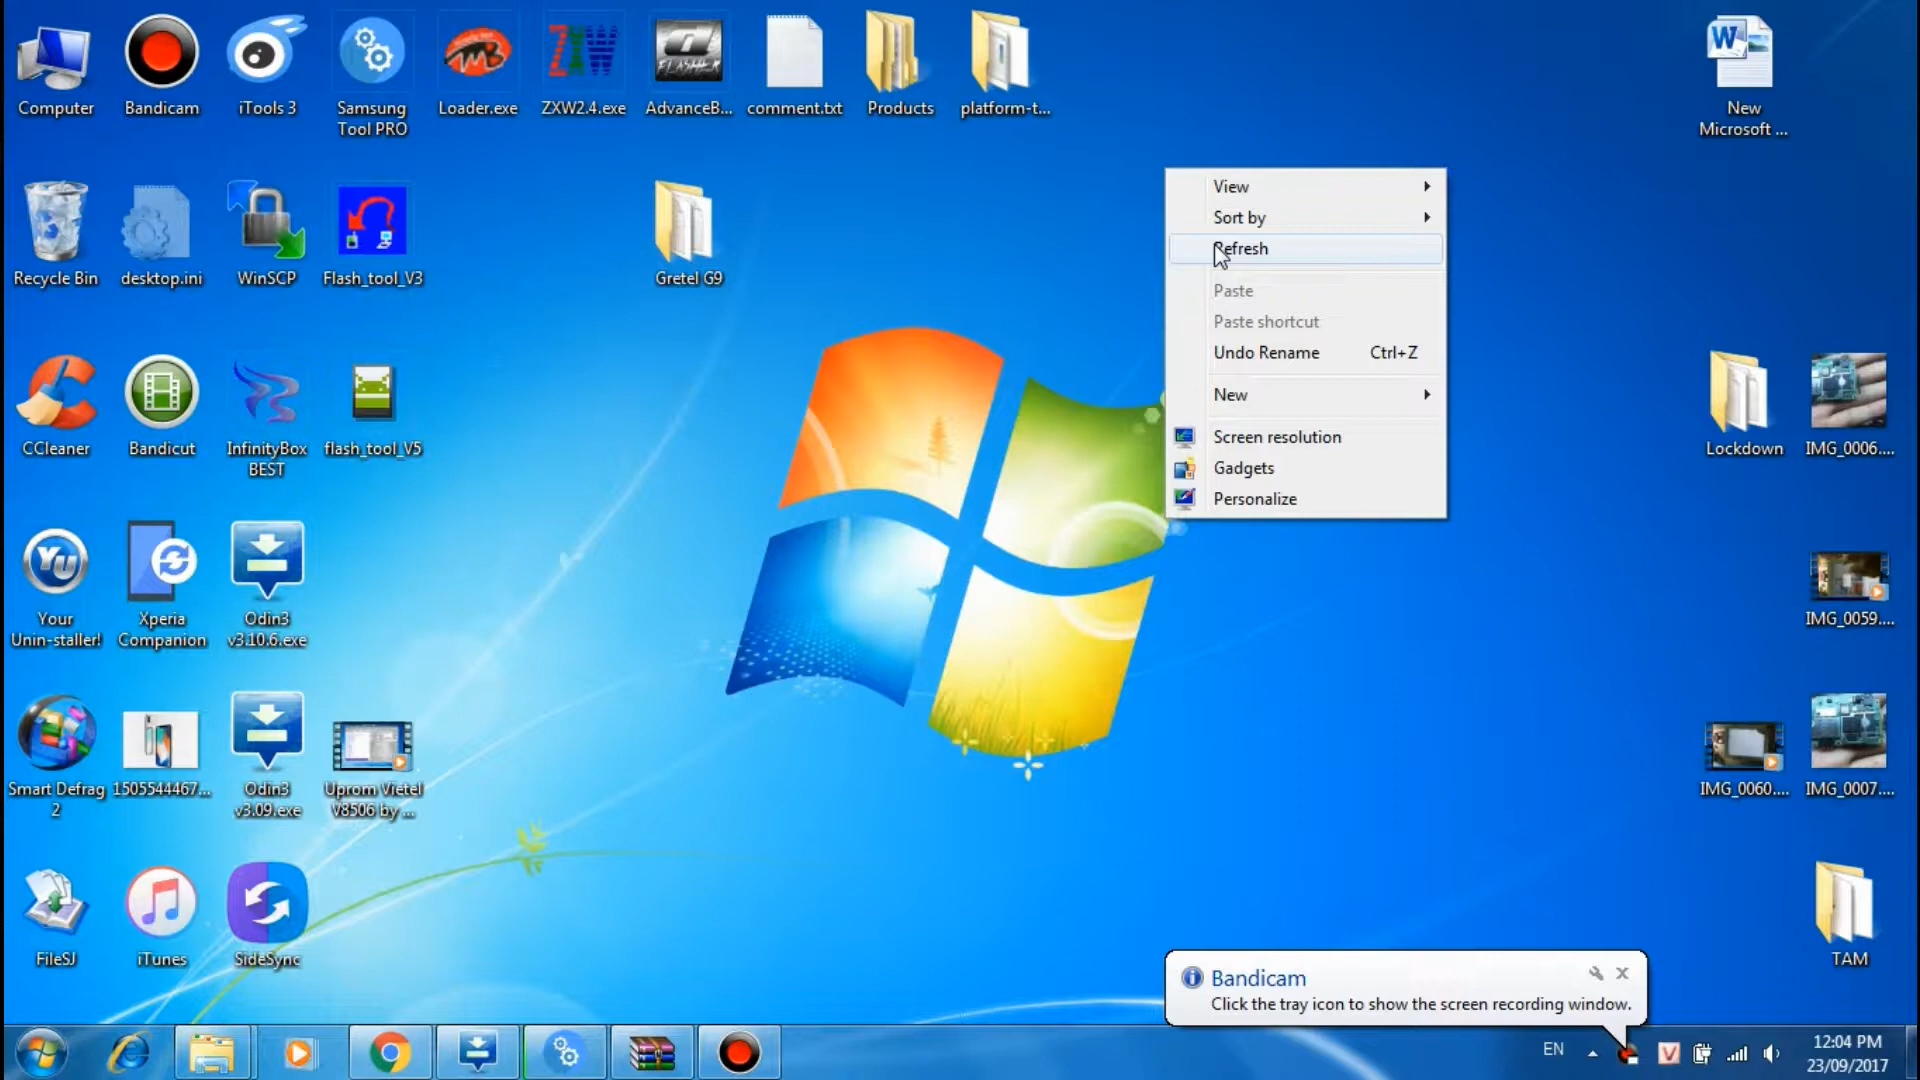 Computer
Bandicam
iTools 3
Samsung
Tool PRO
Loader.exe
ZXW2.4.exe
AdvanceB...
comment.txt
Products
platform-t...
New
Microsoft ...
Recycle Bin
desktop.ini
WinSCP
Flash_tool_V3
Gretel G9
View
Sort by
Refresh
Paste
Paste shortcut
Undo Rename Ctrl+Z
New
Screen resolution
Gadgets
Personalize
CCleaner
Bandicut
InfinityBox
BEST
flash_tool_V5
Lockdown
IMG_0006....
Your
Unin-staller!
Xperia
Companion
Odin3
v3.10.6.exe
IMG_0059....
Smart Defrag
2
1505544467...
Odin3
v3.09.exe
Uprom Vietel
V8506 by ...
IMG_0060....
IMG_0007....
FileSJ
iTunes
SideSync
TAM
Bandicam
Click the tray icon to show the screen recording window.
EN
12:04 PM
23/09/2017